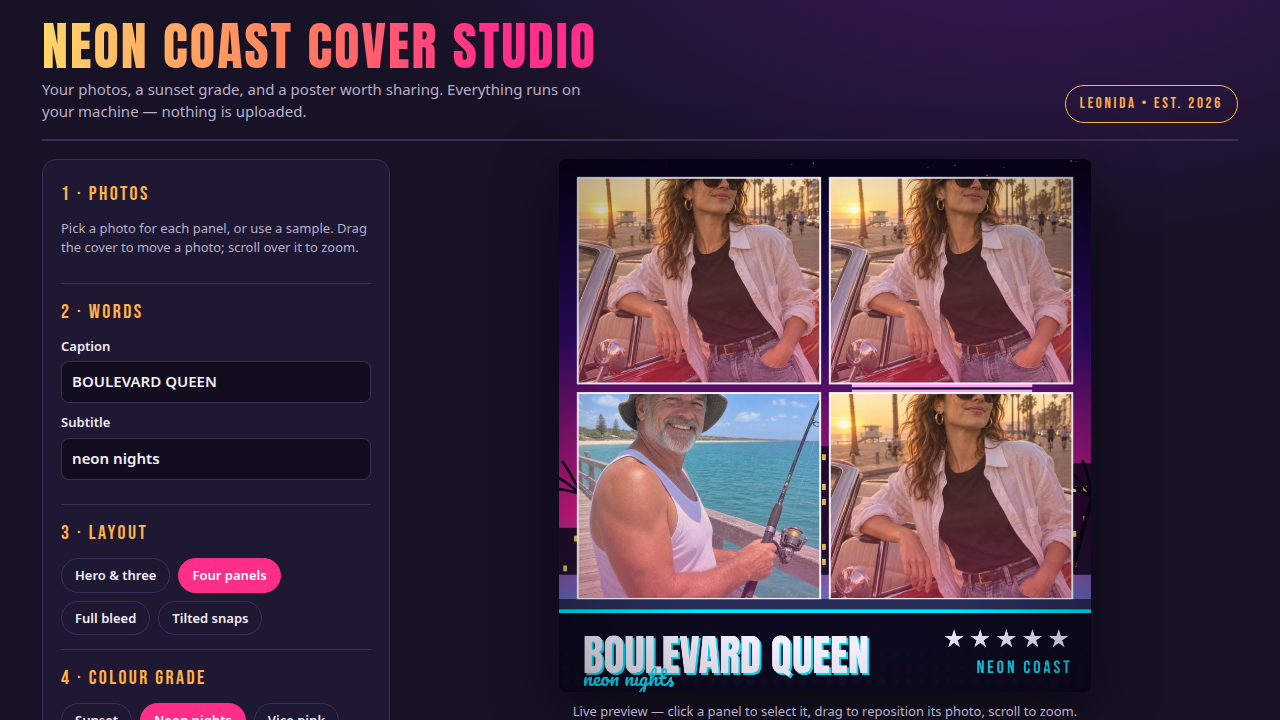 NEON COAST COVER STUDIO
Your photos, a sunset grade, and a poster worth sharing. Everything runs on
your machine — nothing is uploaded.
LEONIDA • EST. 2026
1 · PHOTOS
Pick a photo for each panel, or use a sample. Drag
the cover to move a photo; scroll over it to zoom.
2 · WORDS
Caption
BOULEVARD QUEEN
Subtitle
neon nights
3 · LAYOUT
Hero & three
Four panels
Full bleed
Tilted snaps
4 · COLOUR GRADE
Sunset
Neon nights
Vice pink
BOULEVARD QUEEN
neon nights
★★★★★
NEON COAST
Live preview — click a panel to select it, drag to reposition its photo, scroll to zoom.